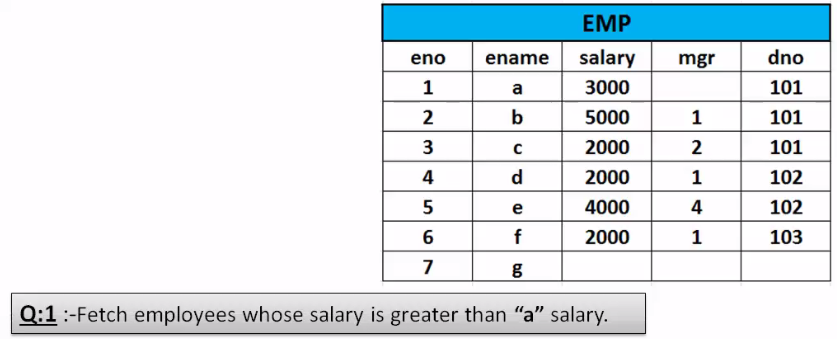 EMP
eno ename salary mgr dno
1 a 3000 101
2 b 5000 1 101
3 c 2000 2 101
4 d 2000 1 102
5 e 4000 4 102
6 f 2000 1 103
7 g
Q:1 :-Fetch employees whose salary is greater than “a” salary.